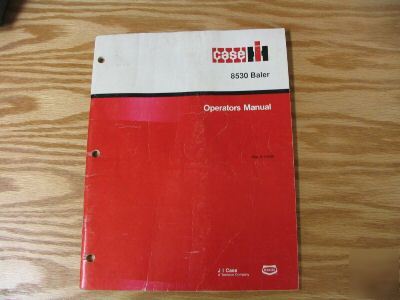 case IH
8530 Baler
Operators Manual
J I Case
A Tenneco Company